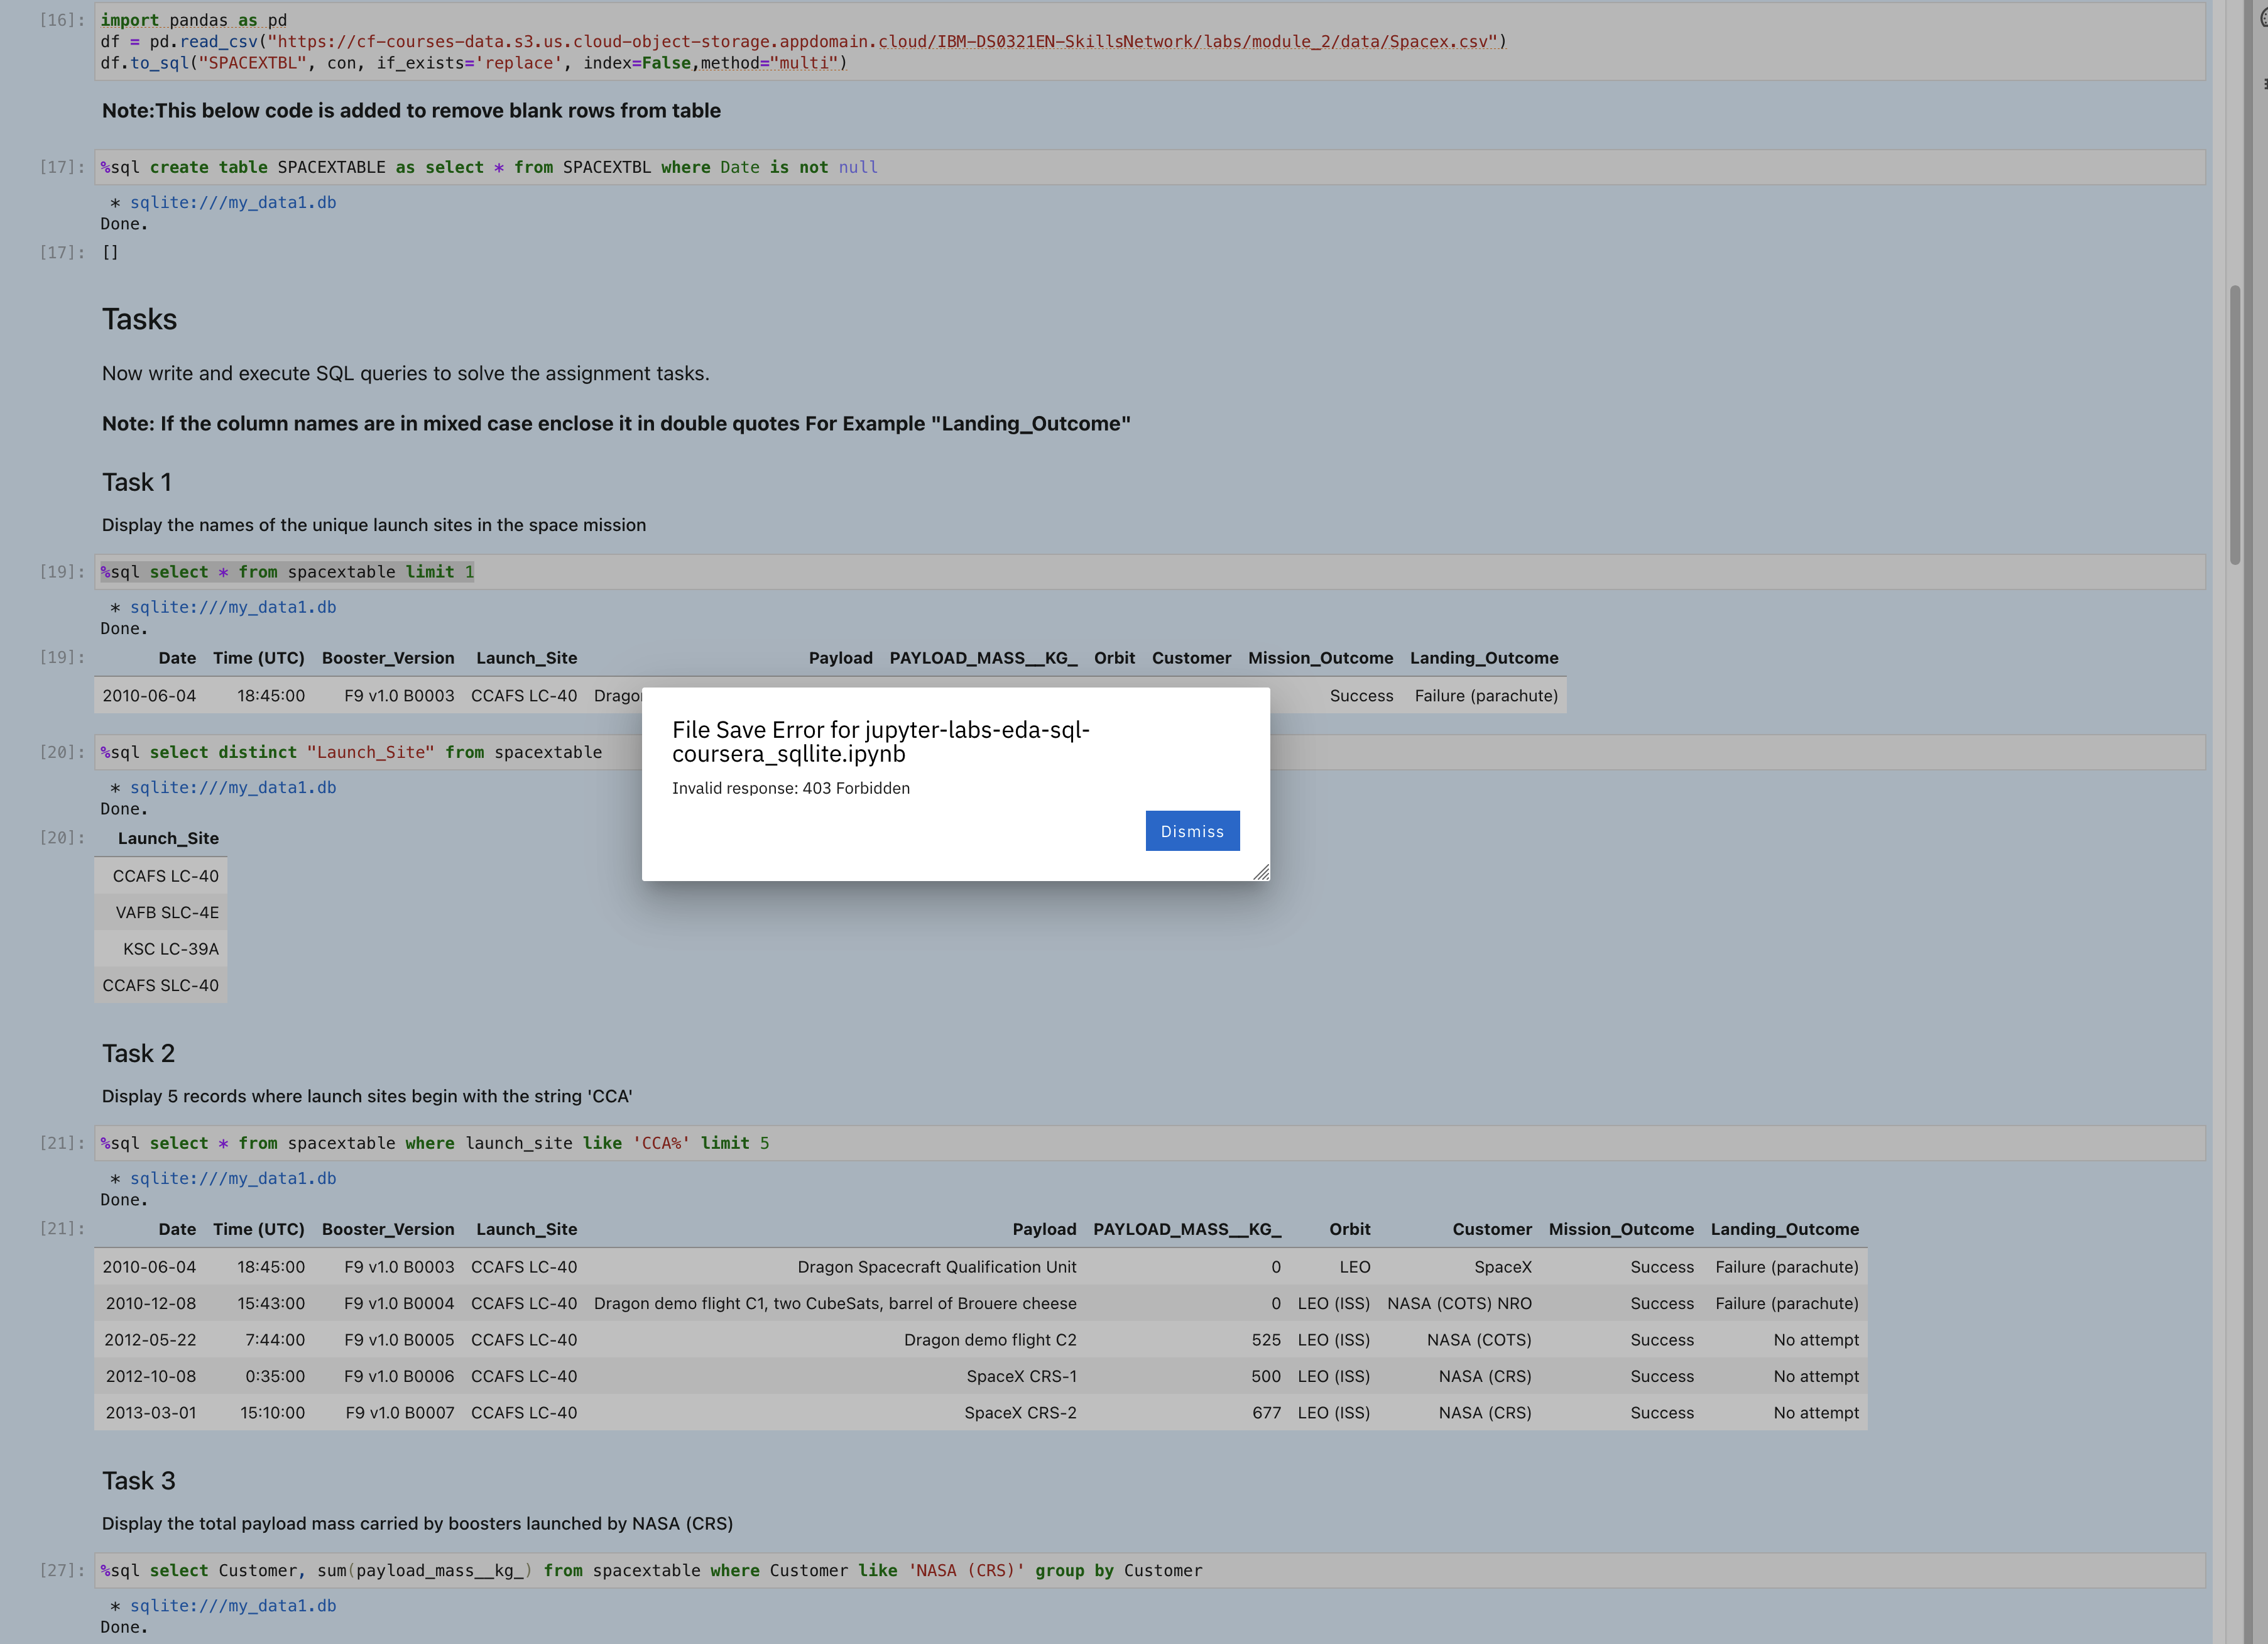 [16]: import pandas as pd
df = pd.read_csv("https://cf-courses-data.s3.us.cloud-object-storage.appdomain.cloud/IBM-DS0321EN-SkillsNetwork/labs/module_2/data/Spacex.csv")
df.to_sql("SPACEXTBL", con, if_exists='replace', index=False,method="multi")
Note:This below code is added to remove blank rows from table
[17]: %sql create table SPACEXTABLE as select * from SPACEXTBL where Date is not null
* sqlite:///my_data1.db
Done.
[17]: []
Tasks
Now write and execute SQL queries to solve the assignment tasks.
Note: If the column names are in mixed case enclose it in double quotes For Example "Landing_Outcome"
Task 1
Display the names of the unique launch sites in the space mission
[19]: %sql select * from spacextable limit 1
* sqlite:///my_data1.db
Done.
[19]: Date Time (UTC) Booster_Version Launch_Site Payload PAYLOAD_MASS__KG_ Orbit Customer Mission_Outcome Landing_Outcome
2010-06-04 18:45:00 F9 v1.0 B0003 CCAFS LC-40 Success Failure (parachute)
File Save Error for jupyter-labs-eda-sql-
coursera_sqllite.ipynb
Invalid response: 403 Forbidden
Dismiss
[20]: %sql select distinct "Launch_Site" from spacextable
* sqlite:///my_data1.db
Done.
[20]: Launch_Site
CCAFS LC-40
VAFB SLC-4E
KSC LC-39A
CCAFS SLC-40
Task 2
Display 5 records where launch sites begin with the string 'CCA'
[21]: %sql select * from spacextable where launch_site like 'CCA%' limit 5
* sqlite:///my_data1.db
Done.
[21]: Date Time (UTC) Booster_Version Launch_Site Payload PAYLOAD_MASS__KG_ Orbit Customer Mission_Outcome Landing_Outcome
2010-06-04 18:45:00 F9 v1.0 B0003 CCAFS LC-40 Dragon Spacecraft Qualification Unit 0 LEO SpaceX Success Failure (parachute)
2010-12-08 15:43:00 F9 v1.0 B0004 CCAFS LC-40 Dragon demo flight C1, two CubeSats, barrel of Brouere cheese 0 LEO (ISS) NASA (COTS) NRO Success Failure (parachute)
2012-05-22 7:44:00 F9 v1.0 B0005 CCAFS LC-40 Dragon demo flight C2 525 LEO (ISS) NASA (COTS) Success No attempt
2012-10-08 0:35:00 F9 v1.0 B0006 CCAFS LC-40 SpaceX CRS-1 500 LEO (ISS) NASA (CRS) Success No attempt
2013-03-01 15:10:00 F9 v1.0 B0007 CCAFS LC-40 SpaceX CRS-2 677 LEO (ISS) NASA (CRS) Success No attempt
Task 3
Display the total payload mass carried by boosters launched by NASA (CRS)
[27]: %sql select Customer, sum(payload_mass__kg_) from spacextable where Customer like 'NASA (CRS)' group by Customer
* sqlite:///my_data1.db
Done.